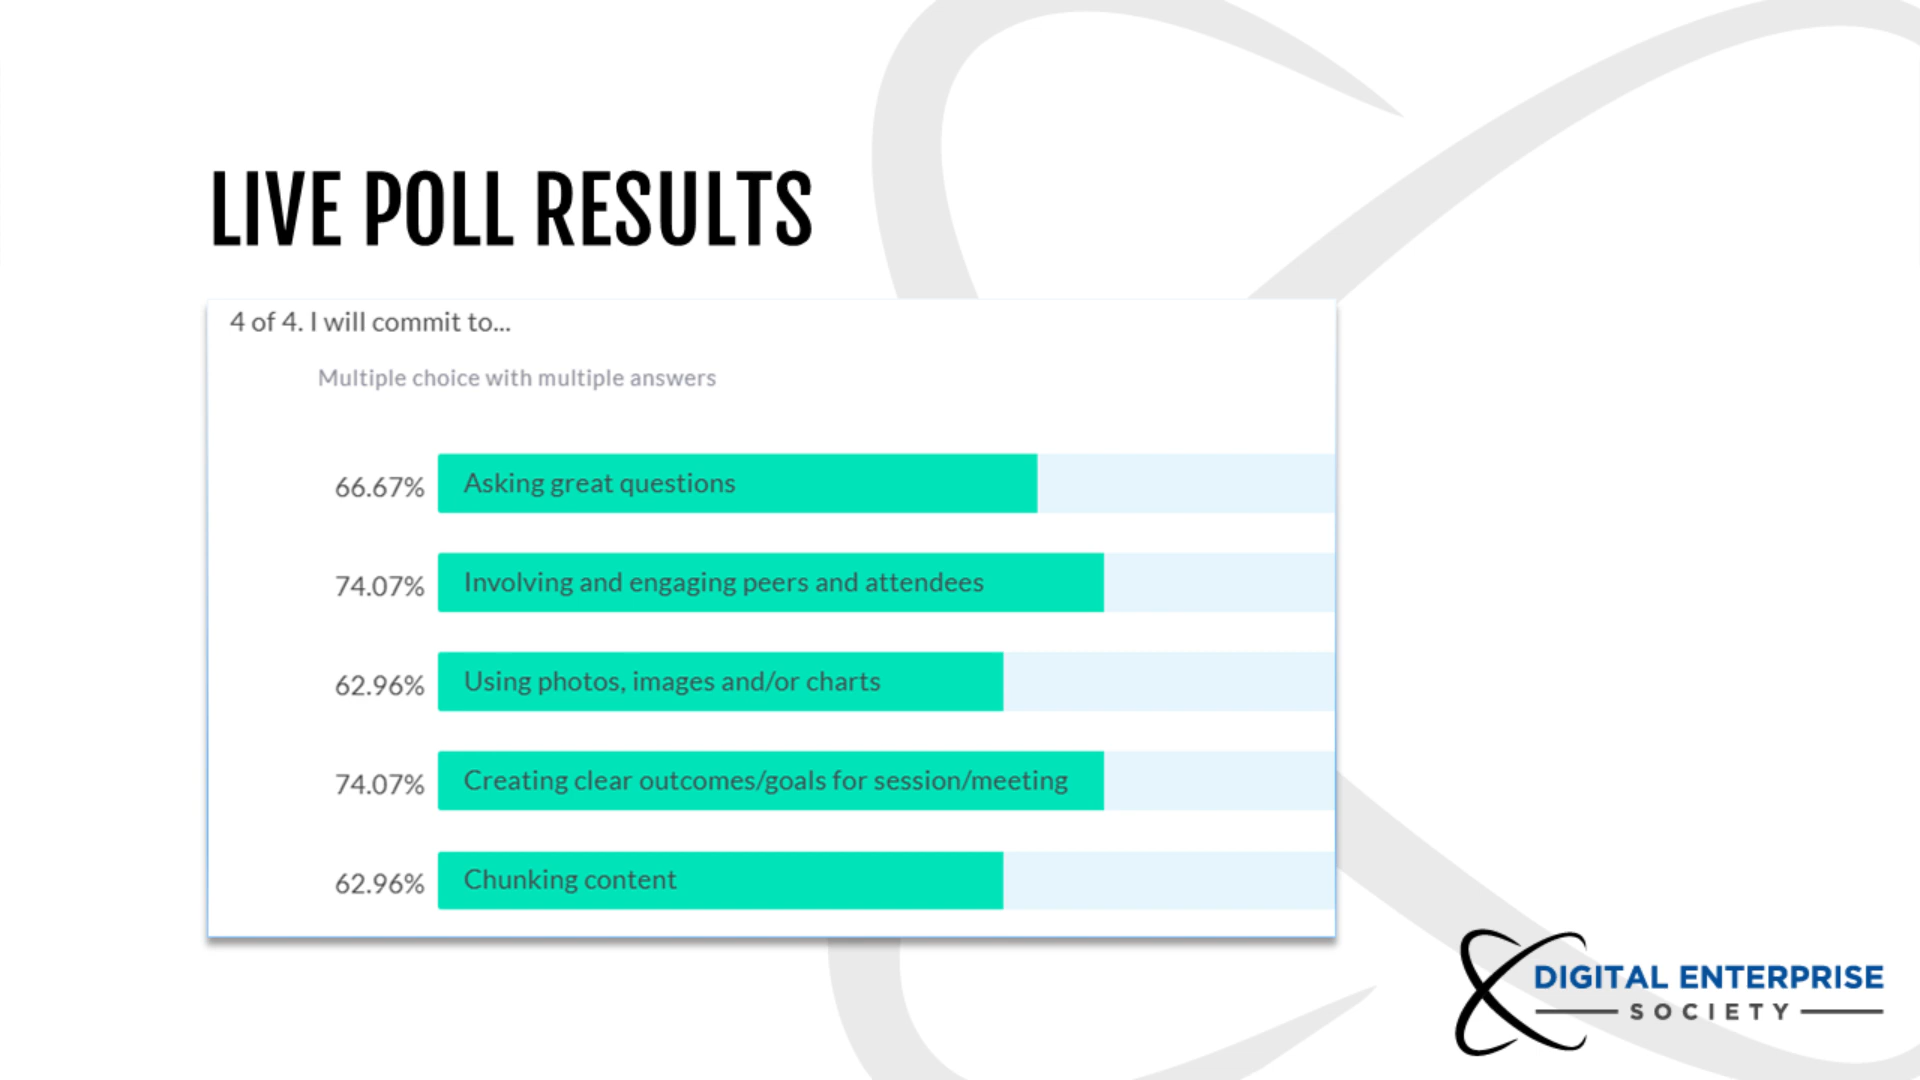 LIVE POLL RESULTS
4 of 4. I will commit to...
Multiple choice with multiple answers
66.67% Asking great questions
74.07% Involving and engaging peers and attendees
62.96% Using photos, images and/or charts
74.07% Creating clear outcomes/goals for session/meeting
62.96% Chunking content
DIGITAL ENTERPRISE
SOCIETY